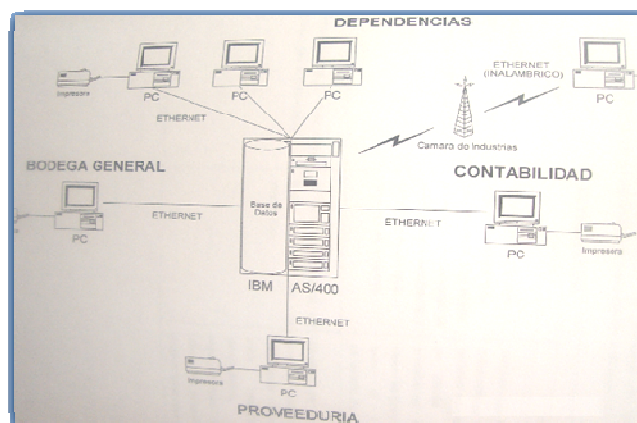 DEPENDENCIAS
ETHERNET
(INALAMBRICO)
Impresora
PC
PC
PC
PC
ETHERNET
Camara de Industrias
BODEGA GENERAL
CONTABILIDAD
Base de
Datos
ETHERNET
ETHERNET
PC
PC
Impresora
IBM AS/400
ETHERNET
Impresora
PC
PROVEEDURIA